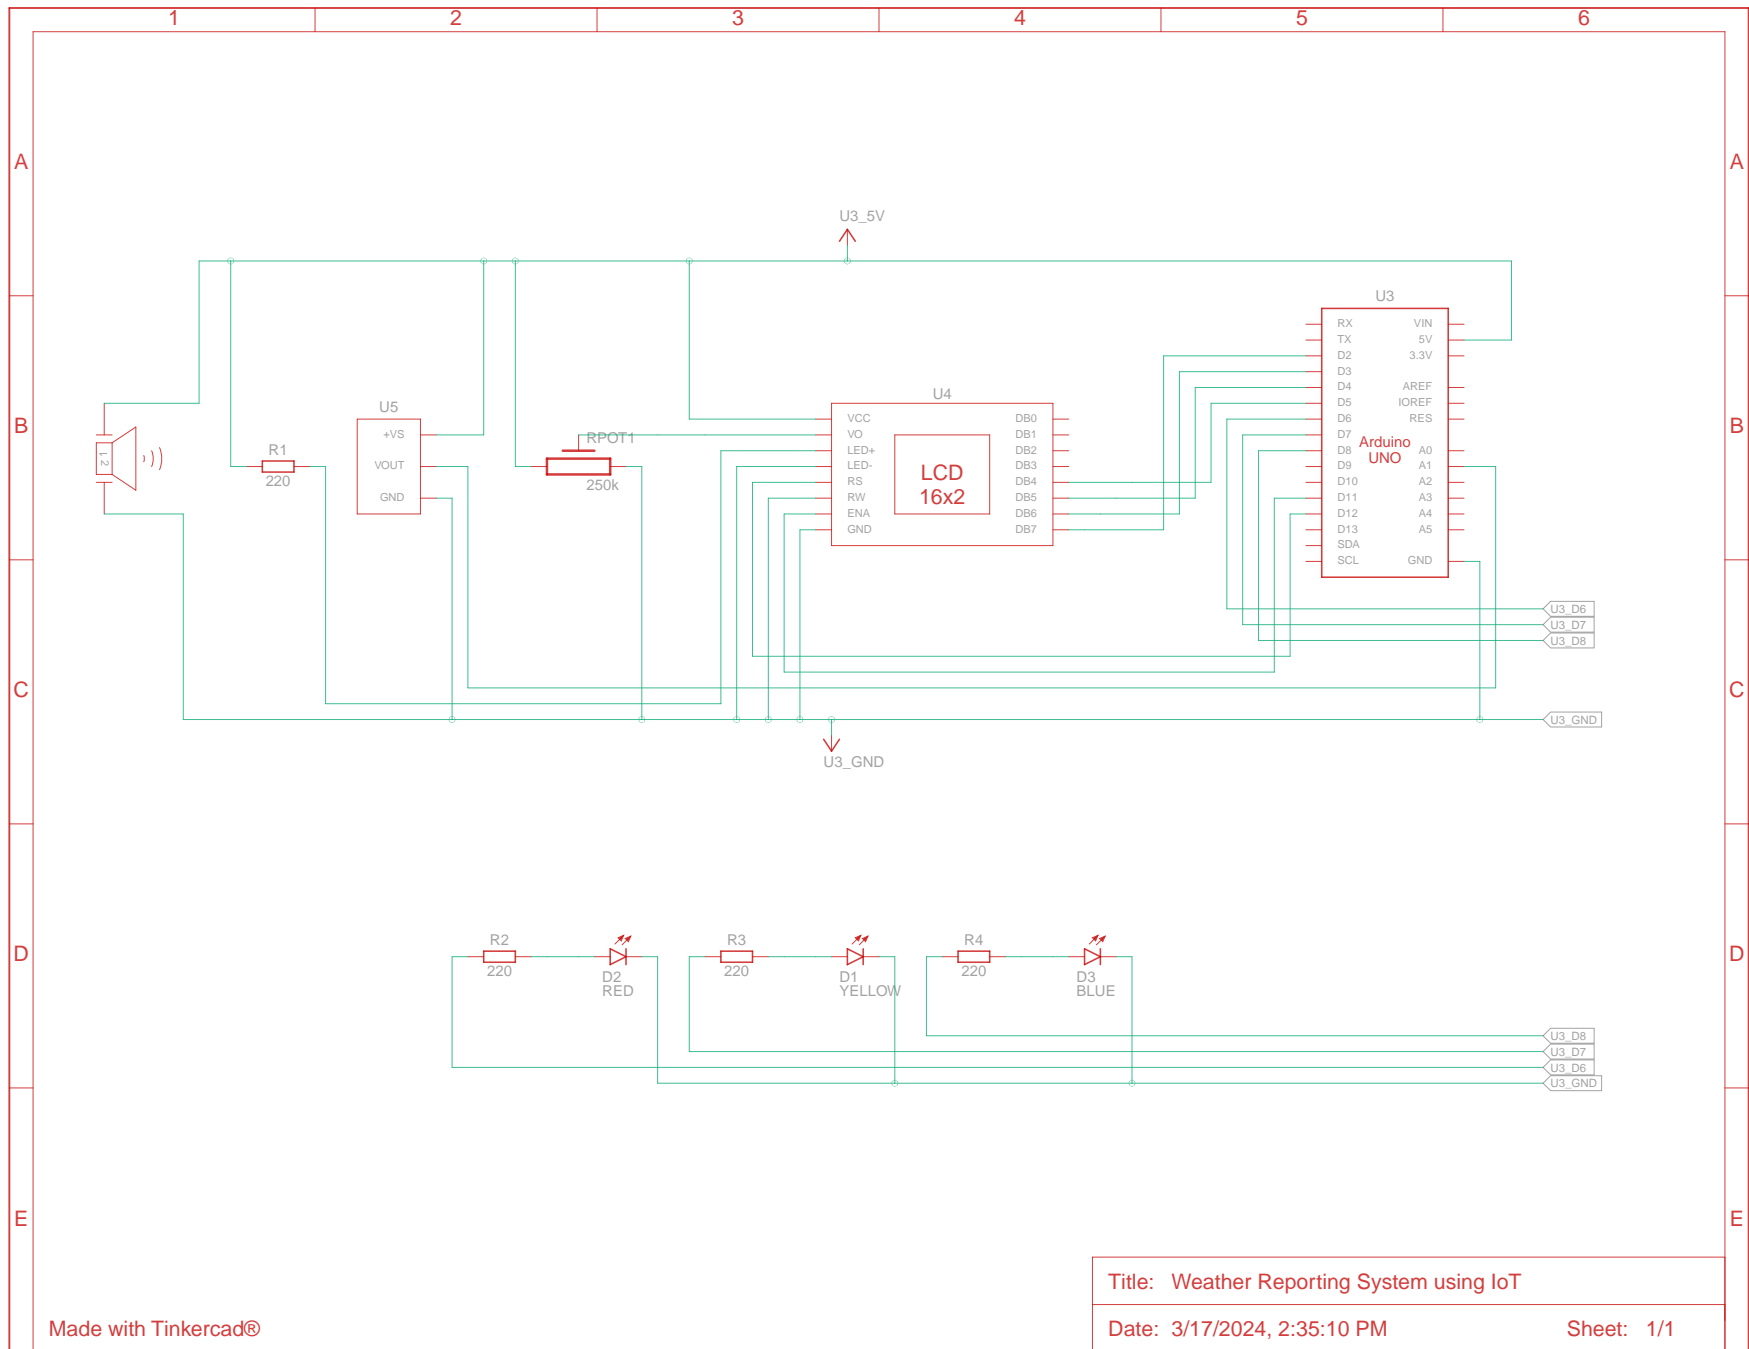 1 2 3 4 5 6
A A
U3_5V
U3
RX VIN
TX 5V
D2 3.3V
D3
D4 AREF
D5 IOREF
D6 RES
D7
D8 A0
D9 A1
D10 A2
D11 A3
D12 A4
D13 A5
SDA
SCL GND
Arduino
UNO
B B
U4
VCC DB0
VO DB1
LED+ DB2
LED- DB3
RS DB4
RW DB5
ENA DB6
GND DB7
LCD
16x2
U5
+VS
VOUT
GND
RPOT1
250k
R1
220
1 2
U3_D6
U3_D7
U3_D8
C C
U3_GND
U3_GND
D D
R2
220
D2
RED
R3
220
D1
YELLOW
R4
220
D3
BLUE
U3_D8
U3_D7
U3_D6
U3_GND
E E
Title: Weather Reporting System using IoT
Made with Tinkercad®
Date: 3/17/2024, 2:35:10 PM Sheet: 1/1